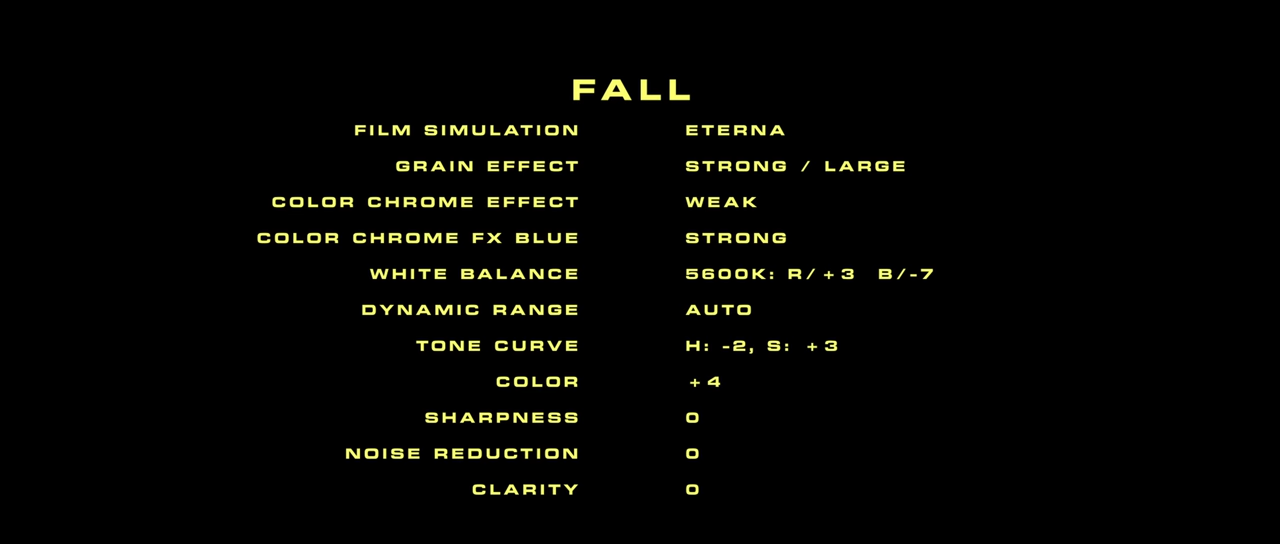 FALL
FILM SIMULATION ETERNA
GRAIN EFFECT STRONG / LARGE
COLOR CHROME EFFECT WEAK
COLOR CHROME FX BLUE STRONG
WHITE BALANCE 5600K: R/+3 B/-7
DYNAMIC RANGE AUTO
TONE CURVE H: -2, S: +3
COLOR +4
SHARPNESS 0
NOISE REDUCTION 0
CLARITY 0